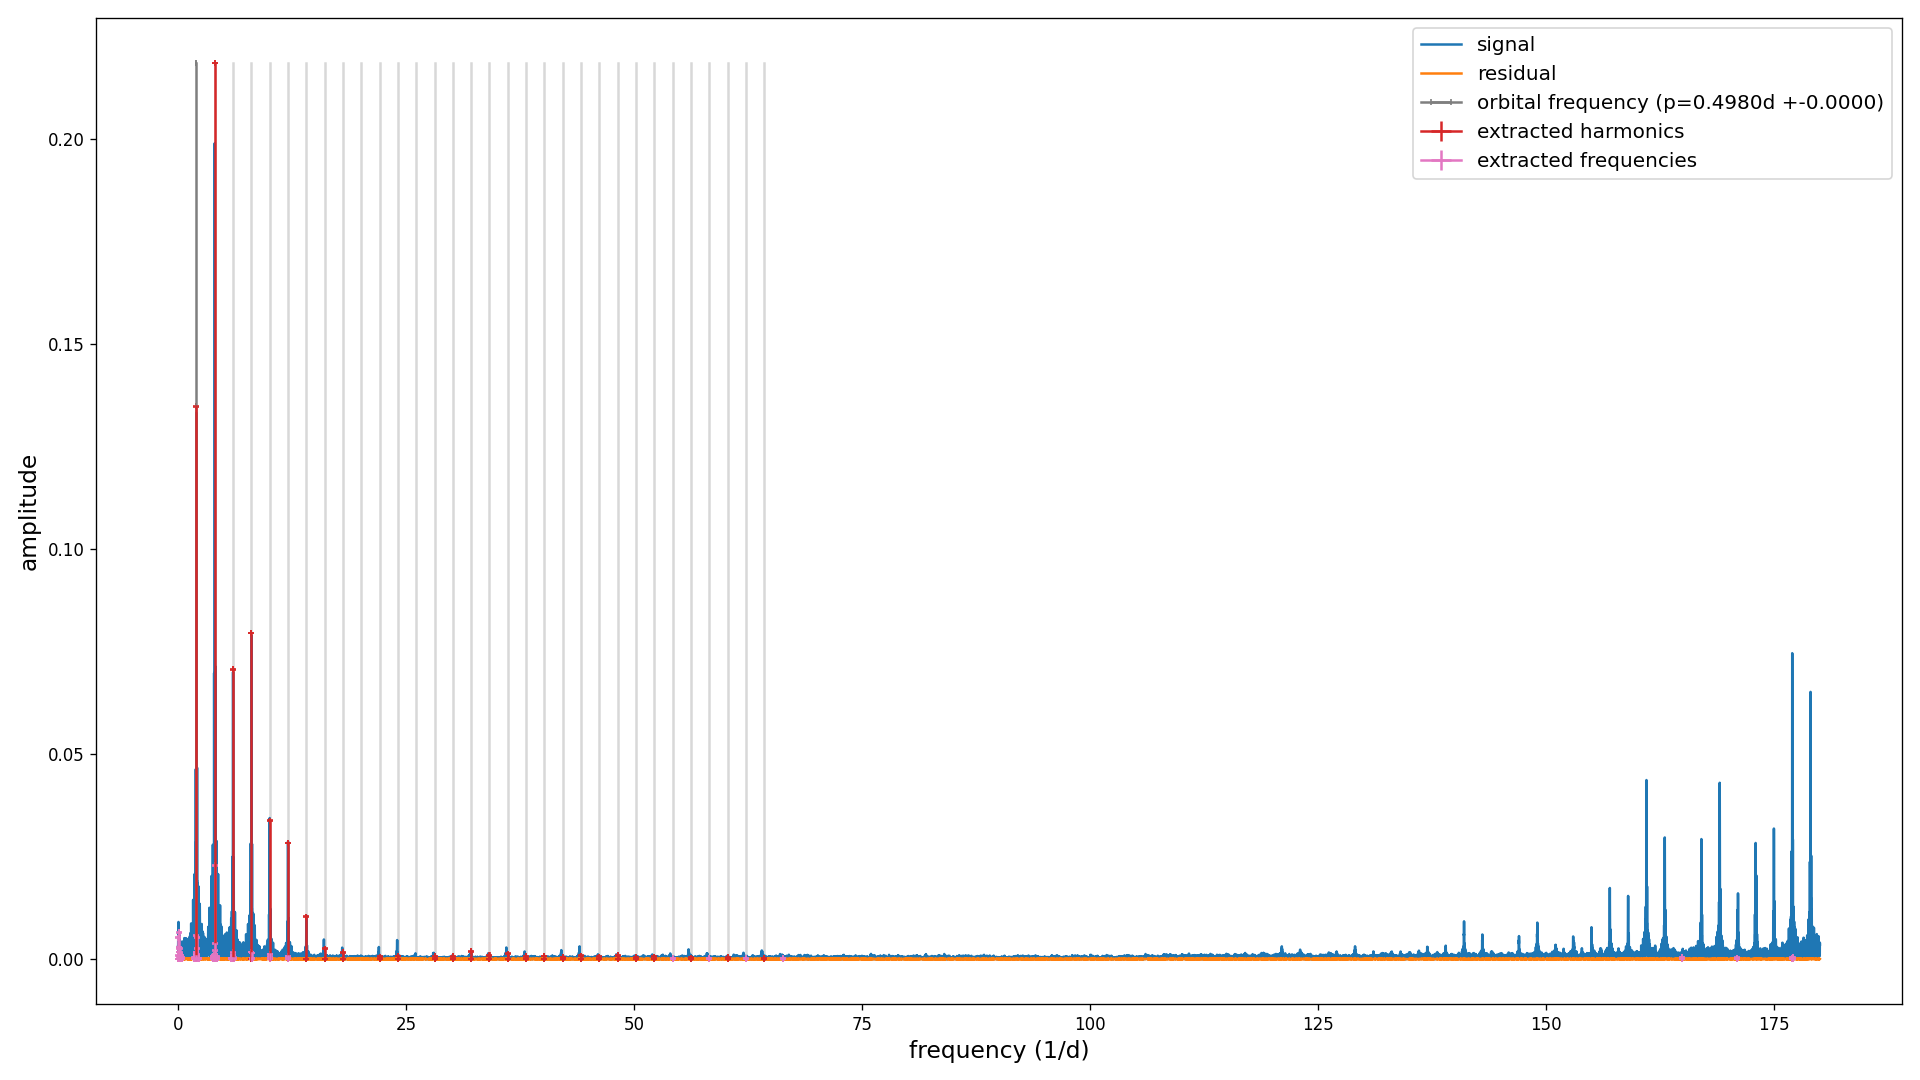 signal
residual
orbital frequency (p=0.4980d +-0.0000)
extracted harmonics
extracted frequencies
amplitude
0.20
0.15
0.10
0.05
0.00
0
25
50
75
100
125
150
175
frequency (1/d)